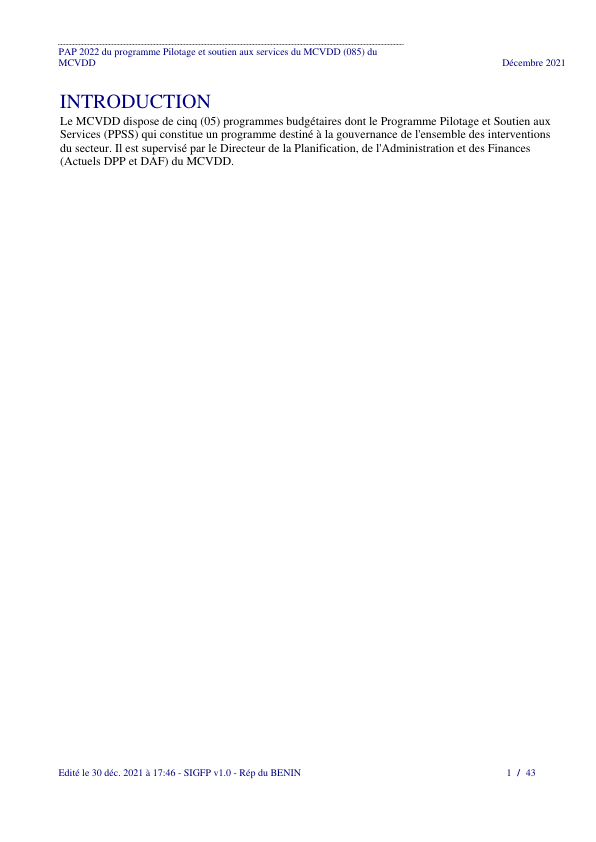 PAP 2022 du programme Pilotage et soutien aux services du MCVDD (085) du
MCVDD Décembre 2021
INTRODUCTION
Le MCVDD dispose de cinq (05) programmes budgétaires dont le Programme Pilotage et Soutien aux
Services (PPSS) qui constitue un programme destiné à la gouvernance de l'ensemble des interventions
du secteur. Il est supervisé par le Directeur de la Planification, de l'Administration et des Finances
(Actuels DPP et DAF) du MCVDD.
Edité le 30 déc. 2021 à 17:46 - SIGFP v1.0 - Rép du BENIN 1 / 43